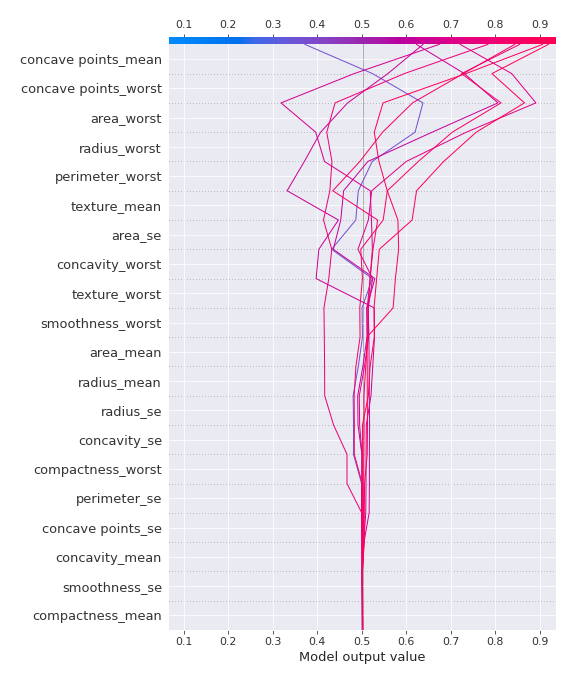 0.1 0.2 0.3 0.4 0.5 0.6 0.7 0.8 0.9
concave points_mean
concave points_worst
area_worst
radius_worst
perimeter_worst
texture_mean
area_se
concavity_worst
texture_worst
smoothness_worst
area_mean
radius_mean
radius_se
concavity_se
compactness_worst
perimeter_se
concave points_se
concavity_mean
smoothness_se
compactness_mean
0.1 0.2 0.3 0.4 0.5 0.6 0.7 0.8 0.9
Model output value